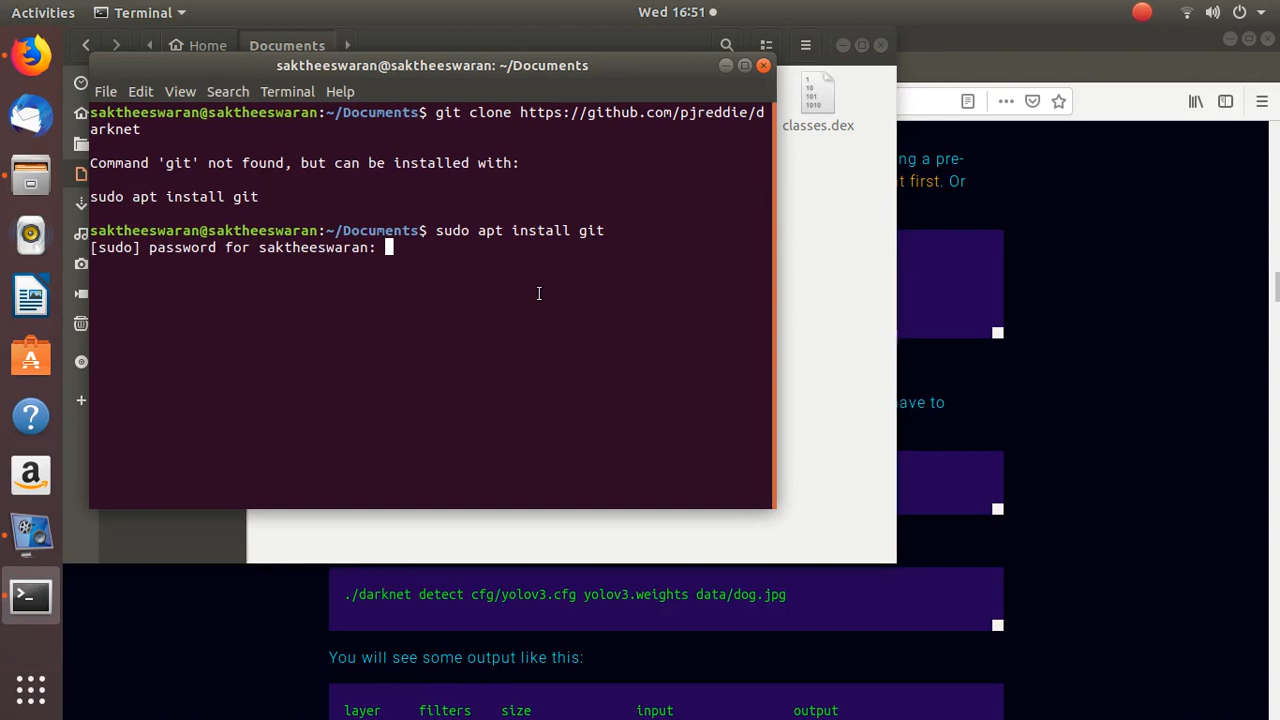 Activities
Terminal
Wed 16:51
Home
Documents
saktheeswaran@saktheeswaran: ~/Documents
File Edit View Search Terminal Help
saktheeswaran@saktheeswaran:~/Documents$ git clone https://github.com/pjreddie/d
arknet
Command 'git' not found, but can be installed with:
sudo apt install git
saktheeswaran@saktheeswaran:~/Documents$ sudo apt install git
[sudo] password for saktheeswaran:
1
10
101
1010
classes.dex
ng a pre-
t first. Or
ave to
./darknet detect cfg/yolov3.cfg yolov3.weights data/dog.jpg
You will see some output like this:
layer filters size input output